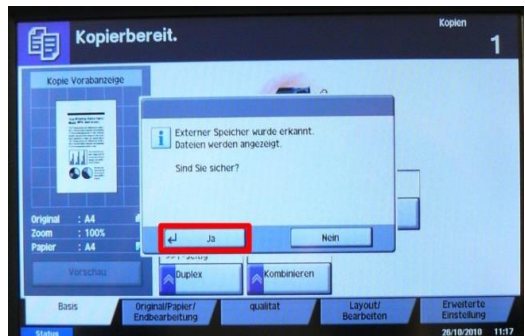 Kopierbereit.
Kopien
1
Kopie Vorabanzeige
Externer Speicher wurde erkannt.
Dateien werden angezeigt.
Sind Sie sicher?
Ja
Nein
Original : A4
Zoom : 100%
Papier : A4
Vorschau
Duplex
Kombinieren
Basis
Original/Papier/
Endbearbeitung
qualität
Layout/
Bearbeiten
Erweiterte
Einstellung
Status
26/10/2010 11:17